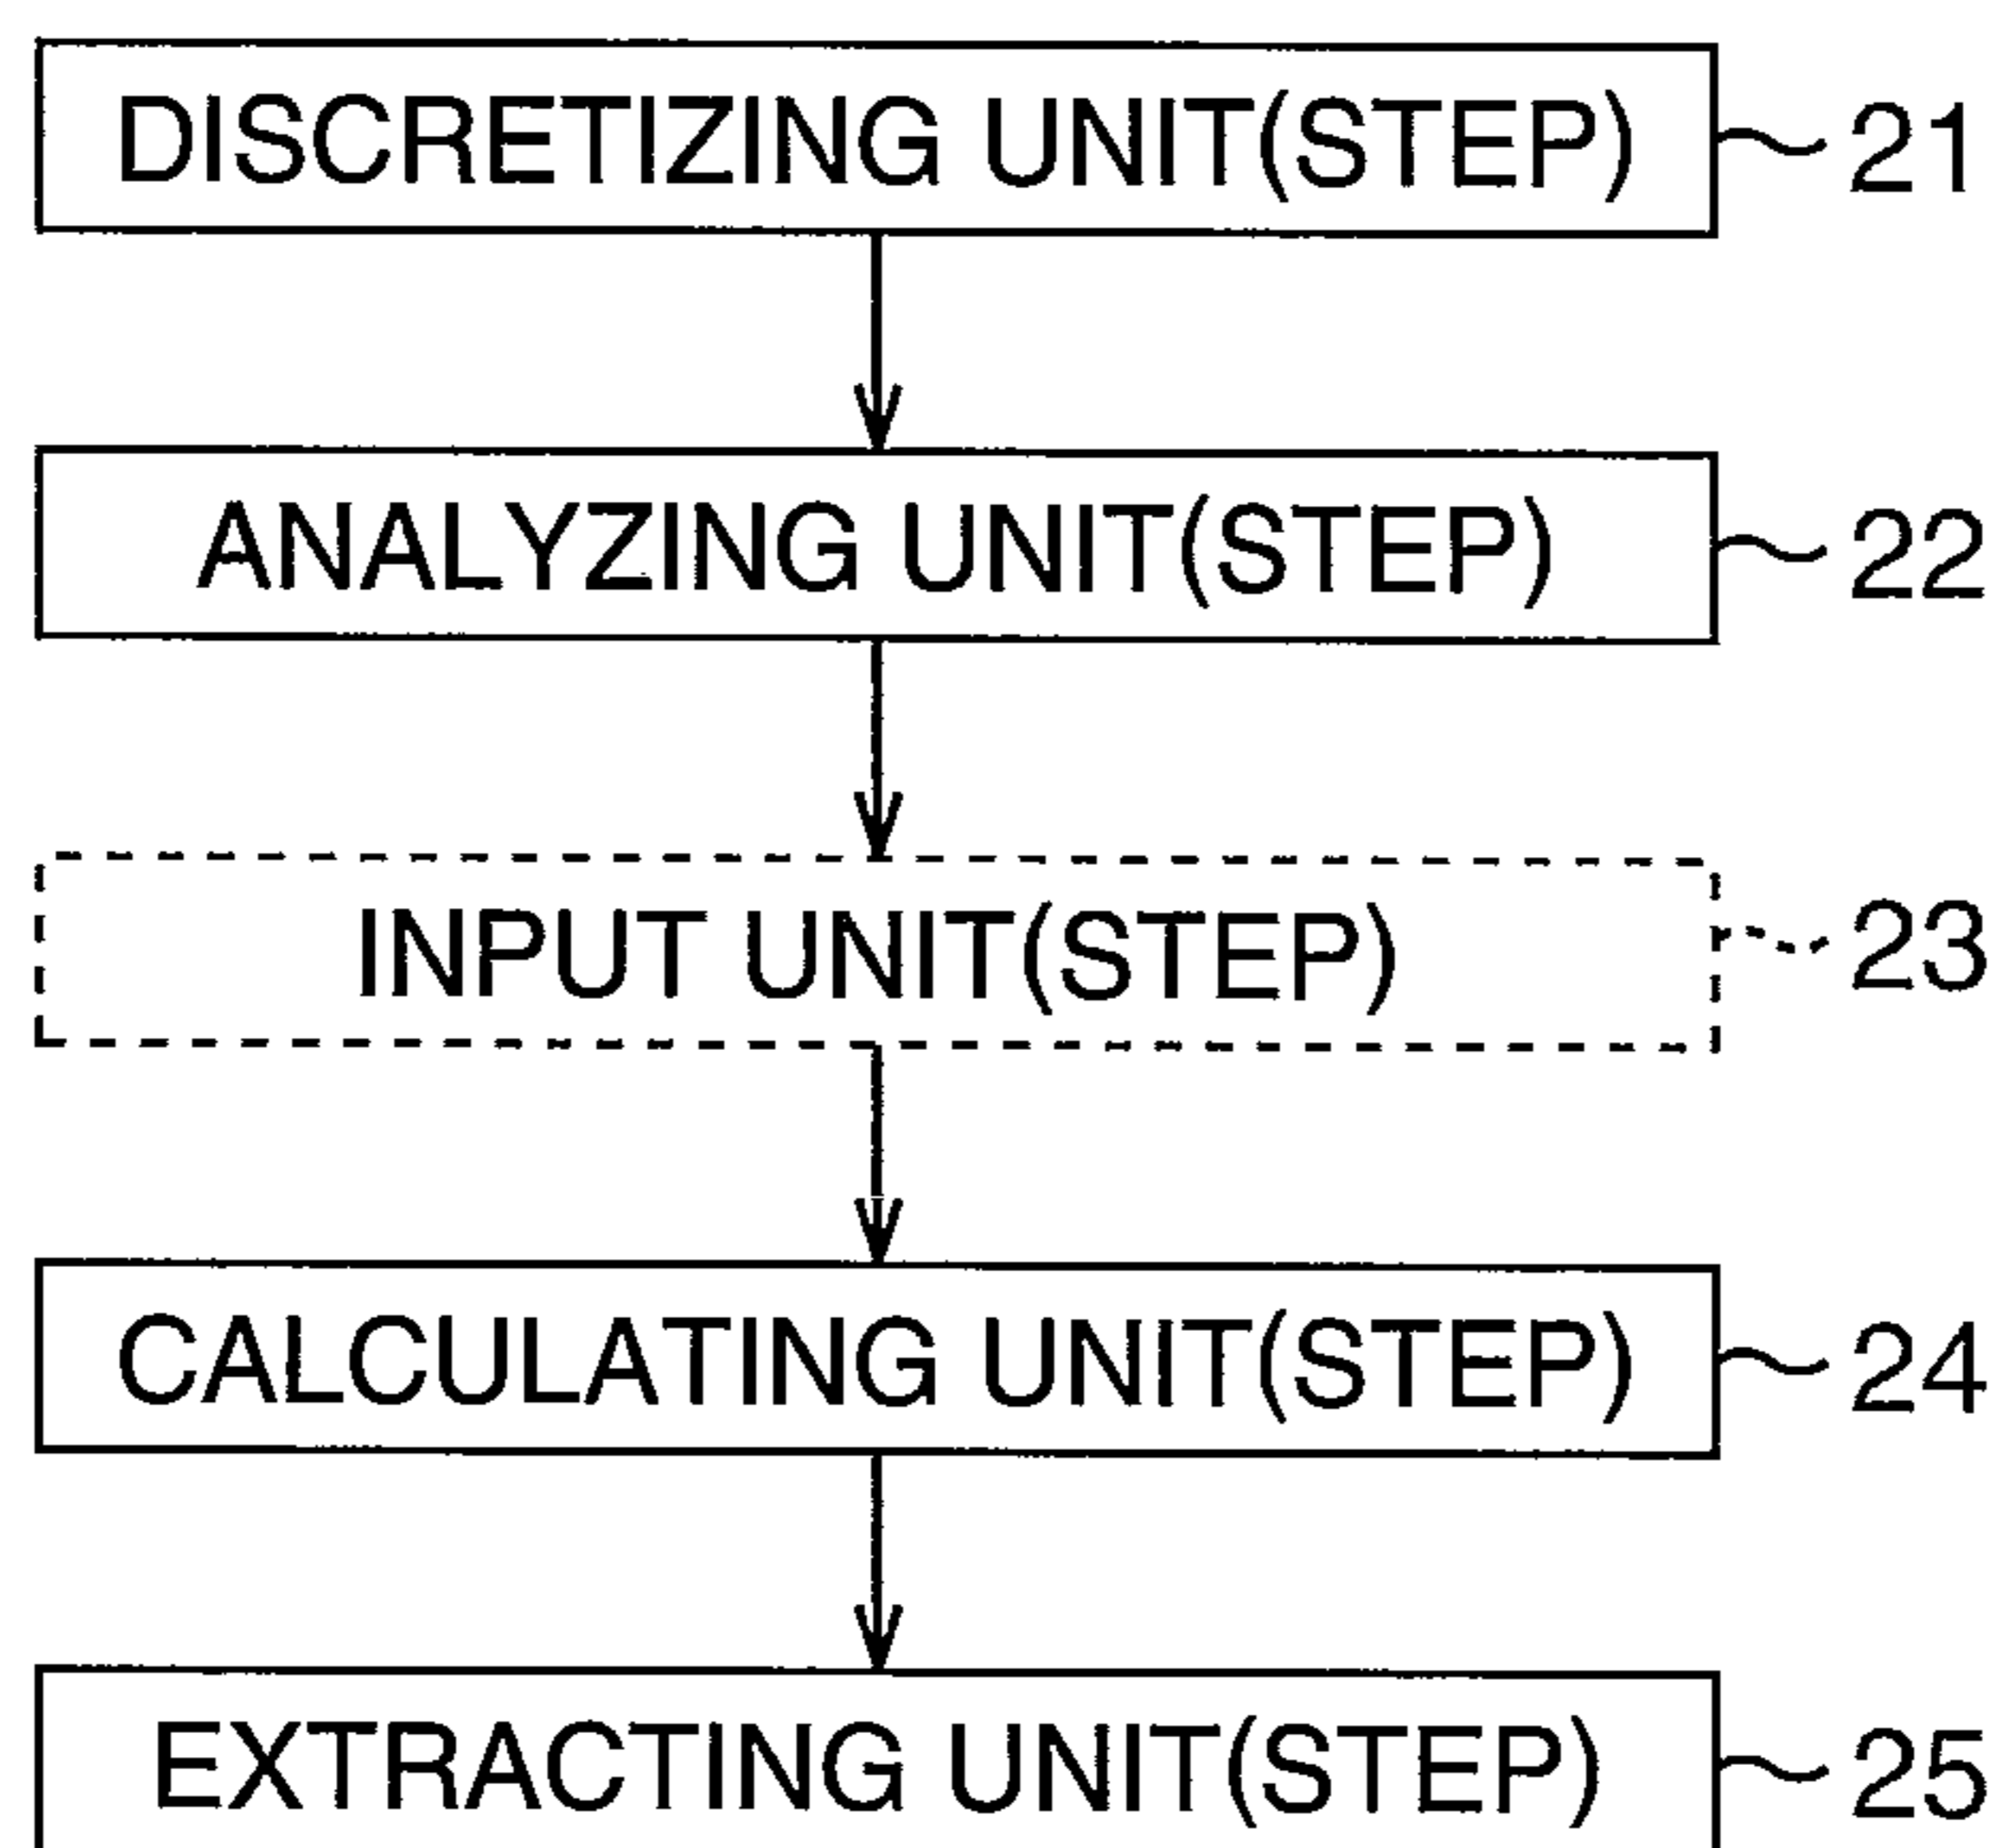 DISCRETIZING UNIT(STEP) 21
ANALYZING UNIT(STEP) 22
INPUT UNIT(STEP) 23
CALCULATING UNIT(STEP) 24
EXTRACTING UNIT(STEP) 25